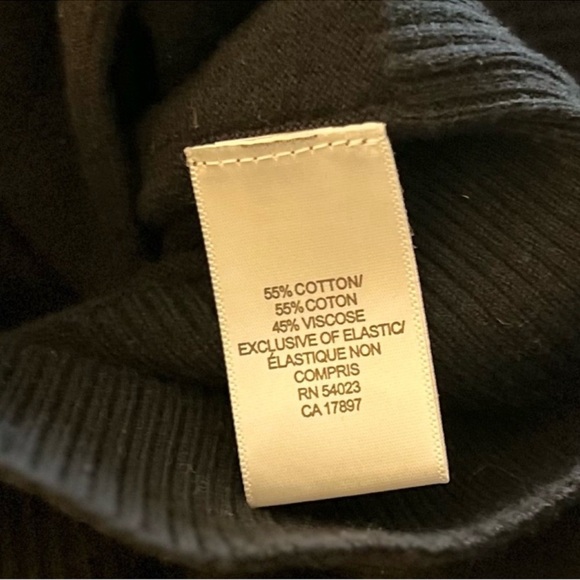 55% COTTON/
55% COTON
45% VISCOSE
EXCLUSIVE OF ELASTIC/
ÉLASTIQUE NON
COMPRIS
RN 54023
CA 17897